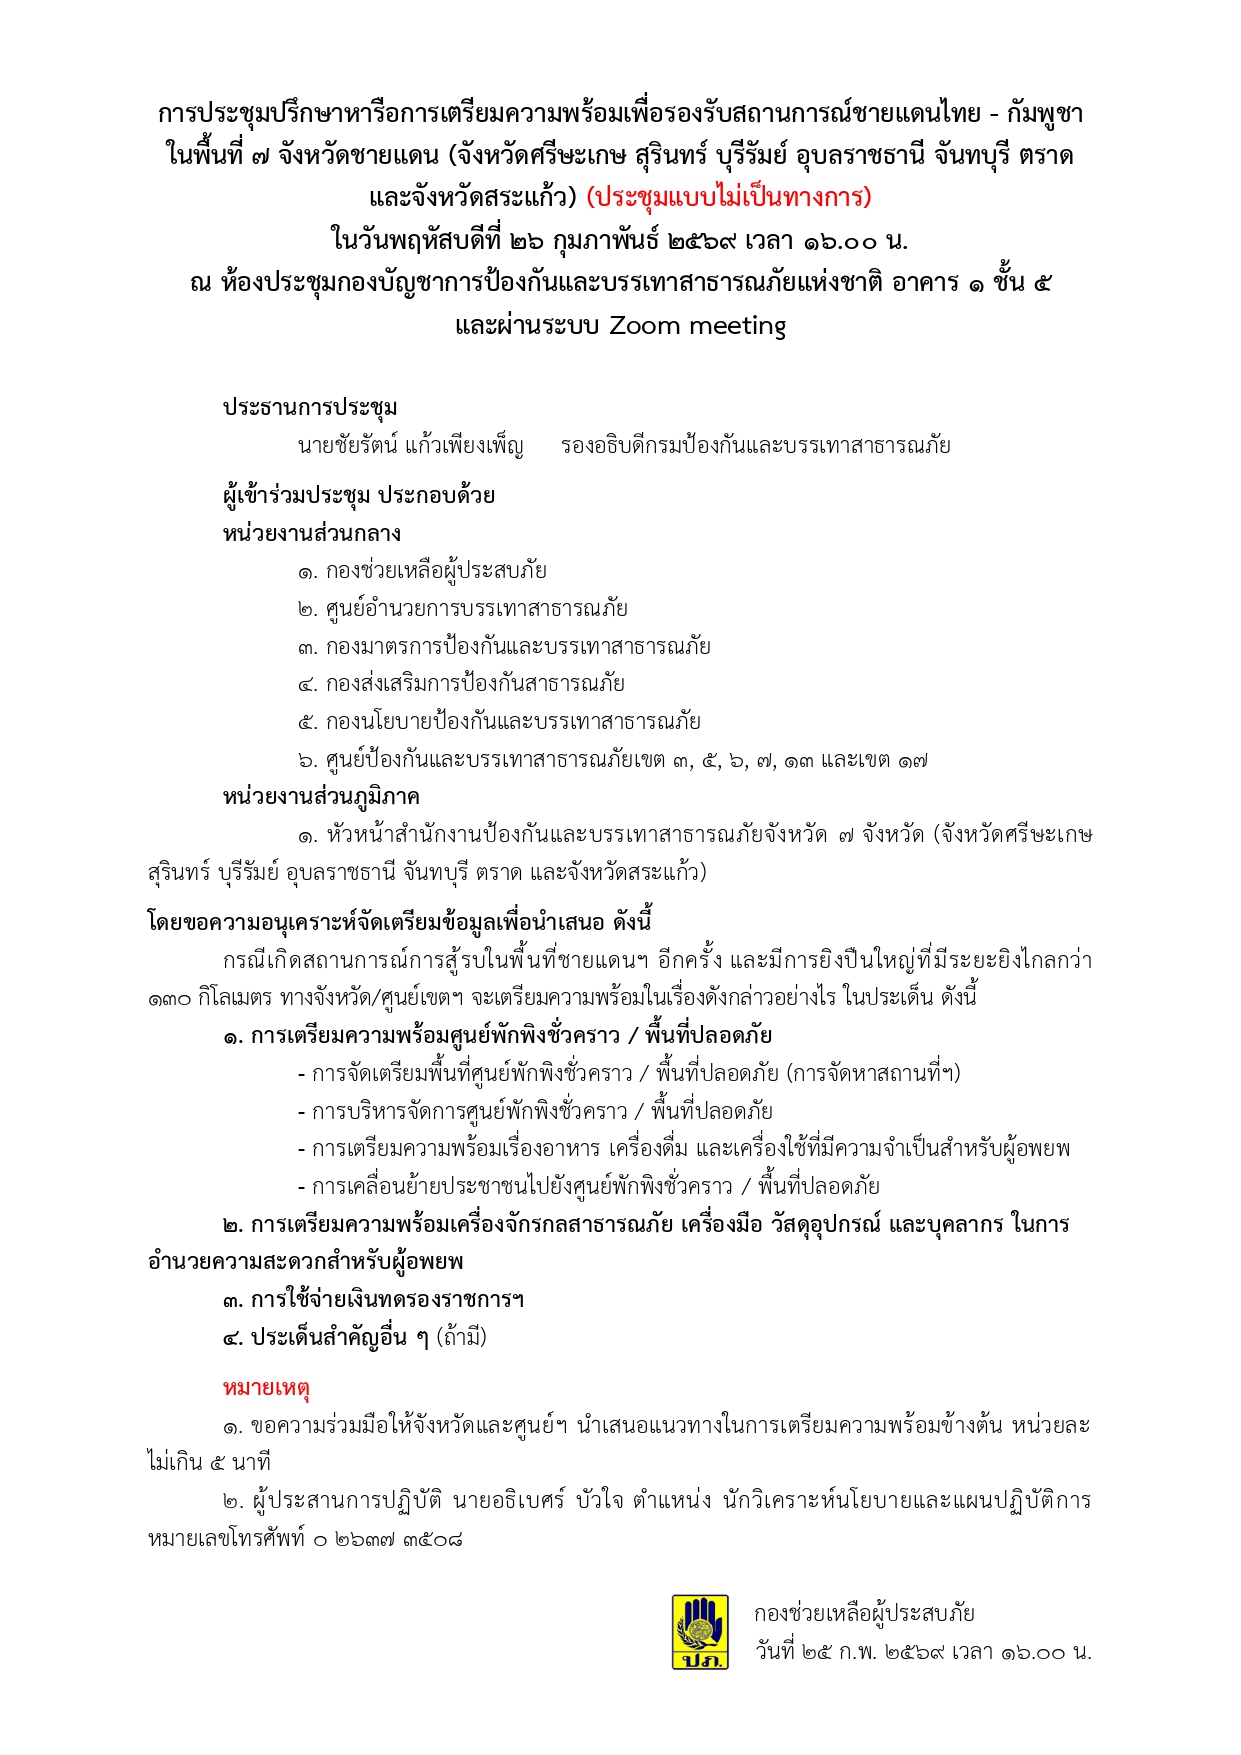 การประชุมปรึกษาหารือการเตรียมความพร้อมเพื่อรองรับสถานการณ์ชายแดนไทย - กัมพูชา
ในพื้นที่ ๗ จังหวัดชายแดน (จังหวัดศรีษะเกษ สุรินทร์ บุรีรัมย์ อุบลราชธานี จันทบุรี ตราด
และจังหวัดสระแก้ว) (ประชุมแบบไม่เป็นทางการ)
ในวันพฤหัสบดีที่ ๒๖ กุมภาพันธ์ ๒๕๖๙ เวลา ๑๖.๐๐ น.
ณ ห้องประชุมกองบัญชาการป้องกันและบรรเทาสาธารณภัยแห่งชาติ อาคาร ๑ ชั้น ๕
และผ่านระบบ Zoom meeting
ประธานการประชุม
นายชัยรัตน์ แก้วเพียงเพ็ญ รองอธิบดีกรมป้องกันและบรรเทาสาธารณภัย
ผู้เข้าร่วมประชุม ประกอบด้วย
หน่วยงานส่วนกลาง
๑. กองช่วยเหลือผู้ประสบภัย
๒. ศูนย์อำนวยการบรรเทาสาธารณภัย
๓. กองมาตรการป้องกันและบรรเทาสาธารณภัย
๔. กองส่งเสริมการป้องกันสาธารณภัย
๕. กองนโยบายป้องกันและบรรเทาสาธารณภัย
๖. ศูนย์ป้องกันและบรรเทาสาธารณภัยเขต ๓, ๕, ๖, ๗, ๑๓ และเขต ๑๗
หน่วยงานส่วนภูมิภาค
๑. หัวหน้าสำนักงานป้องกันและบรรเทาสาธารณภัยจังหวัด ๗ จังหวัด (จังหวัดศรีษะเกษ
สุรินทร์ บุรีรัมย์ อุบลราชธานี จันทบุรี ตราด และจังหวัดสระแก้ว)
โดยขอความอนุเคราะห์จัดเตรียมข้อมูลเพื่อนำเสนอ ดังนี้
กรณีเกิดสถานการณ์การสู้รบในพื้นที่ชายแดนฯ อีกครั้ง และมีการยิงปืนใหญ่ที่มีระยะยิงไกลกว่า
๑๓๐ กิโลเมตร ทางจังหวัด/ศูนย์เขตฯ จะเตรียมความพร้อมในเรื่องดังกล่าวอย่างไร ในประเด็น ดังนี้
๑. การเตรียมความพร้อมศูนย์พักพิงชั่วคราว / พื้นที่ปลอดภัย
- การจัดเตรียมพื้นที่ศูนย์พักพิงชั่วคราว / พื้นที่ปลอดภัย (การจัดหาสถานที่ฯ)
- การบริหารจัดการศูนย์พักพิงชั่วคราว / พื้นที่ปลอดภัย
- การเตรียมความพร้อมเรื่องอาหาร เครื่องดื่ม และเครื่องใช้ที่มีความจำเป็นสำหรับผู้อพยพ
- การเคลื่อนย้ายประชาชนไปยังศูนย์พักพิงชั่วคราว / พื้นที่ปลอดภัย
๒. การเตรียมความพร้อมเครื่องจักรกลสาธารณภัย เครื่องมือ วัสดุอุปกรณ์ และบุคลากร ในการ
อำนวยความสะดวกสำหรับผู้อพยพ
๓. การใช้จ่ายเงินทดรองราชการฯ
๔. ประเด็นสำคัญอื่น ๆ (ถ้ามี)
หมายเหตุ
๑. ขอความร่วมมือให้จังหวัดและศูนย์ฯ นำเสนอแนวทางในการเตรียมความพร้อมข้างต้น หน่วยละ
ไม่เกิน ๕ นาที
๒. ผู้ประสานการปฏิบัติ นายอธิเบศร์ บัวใจ ตำแหน่ง นักวิเคราะห์นโยบายและแผนปฏิบัติการ
หมายเลขโทรศัพท์ ๐ ๒๖๓๗ ๓๕๐๘
กองช่วยเหลือผู้ประสบภัย
ปภ. วันที่ ๒๕ ก.พ. ๒๕๖๙ เวลา ๑๖.๐๐ น.